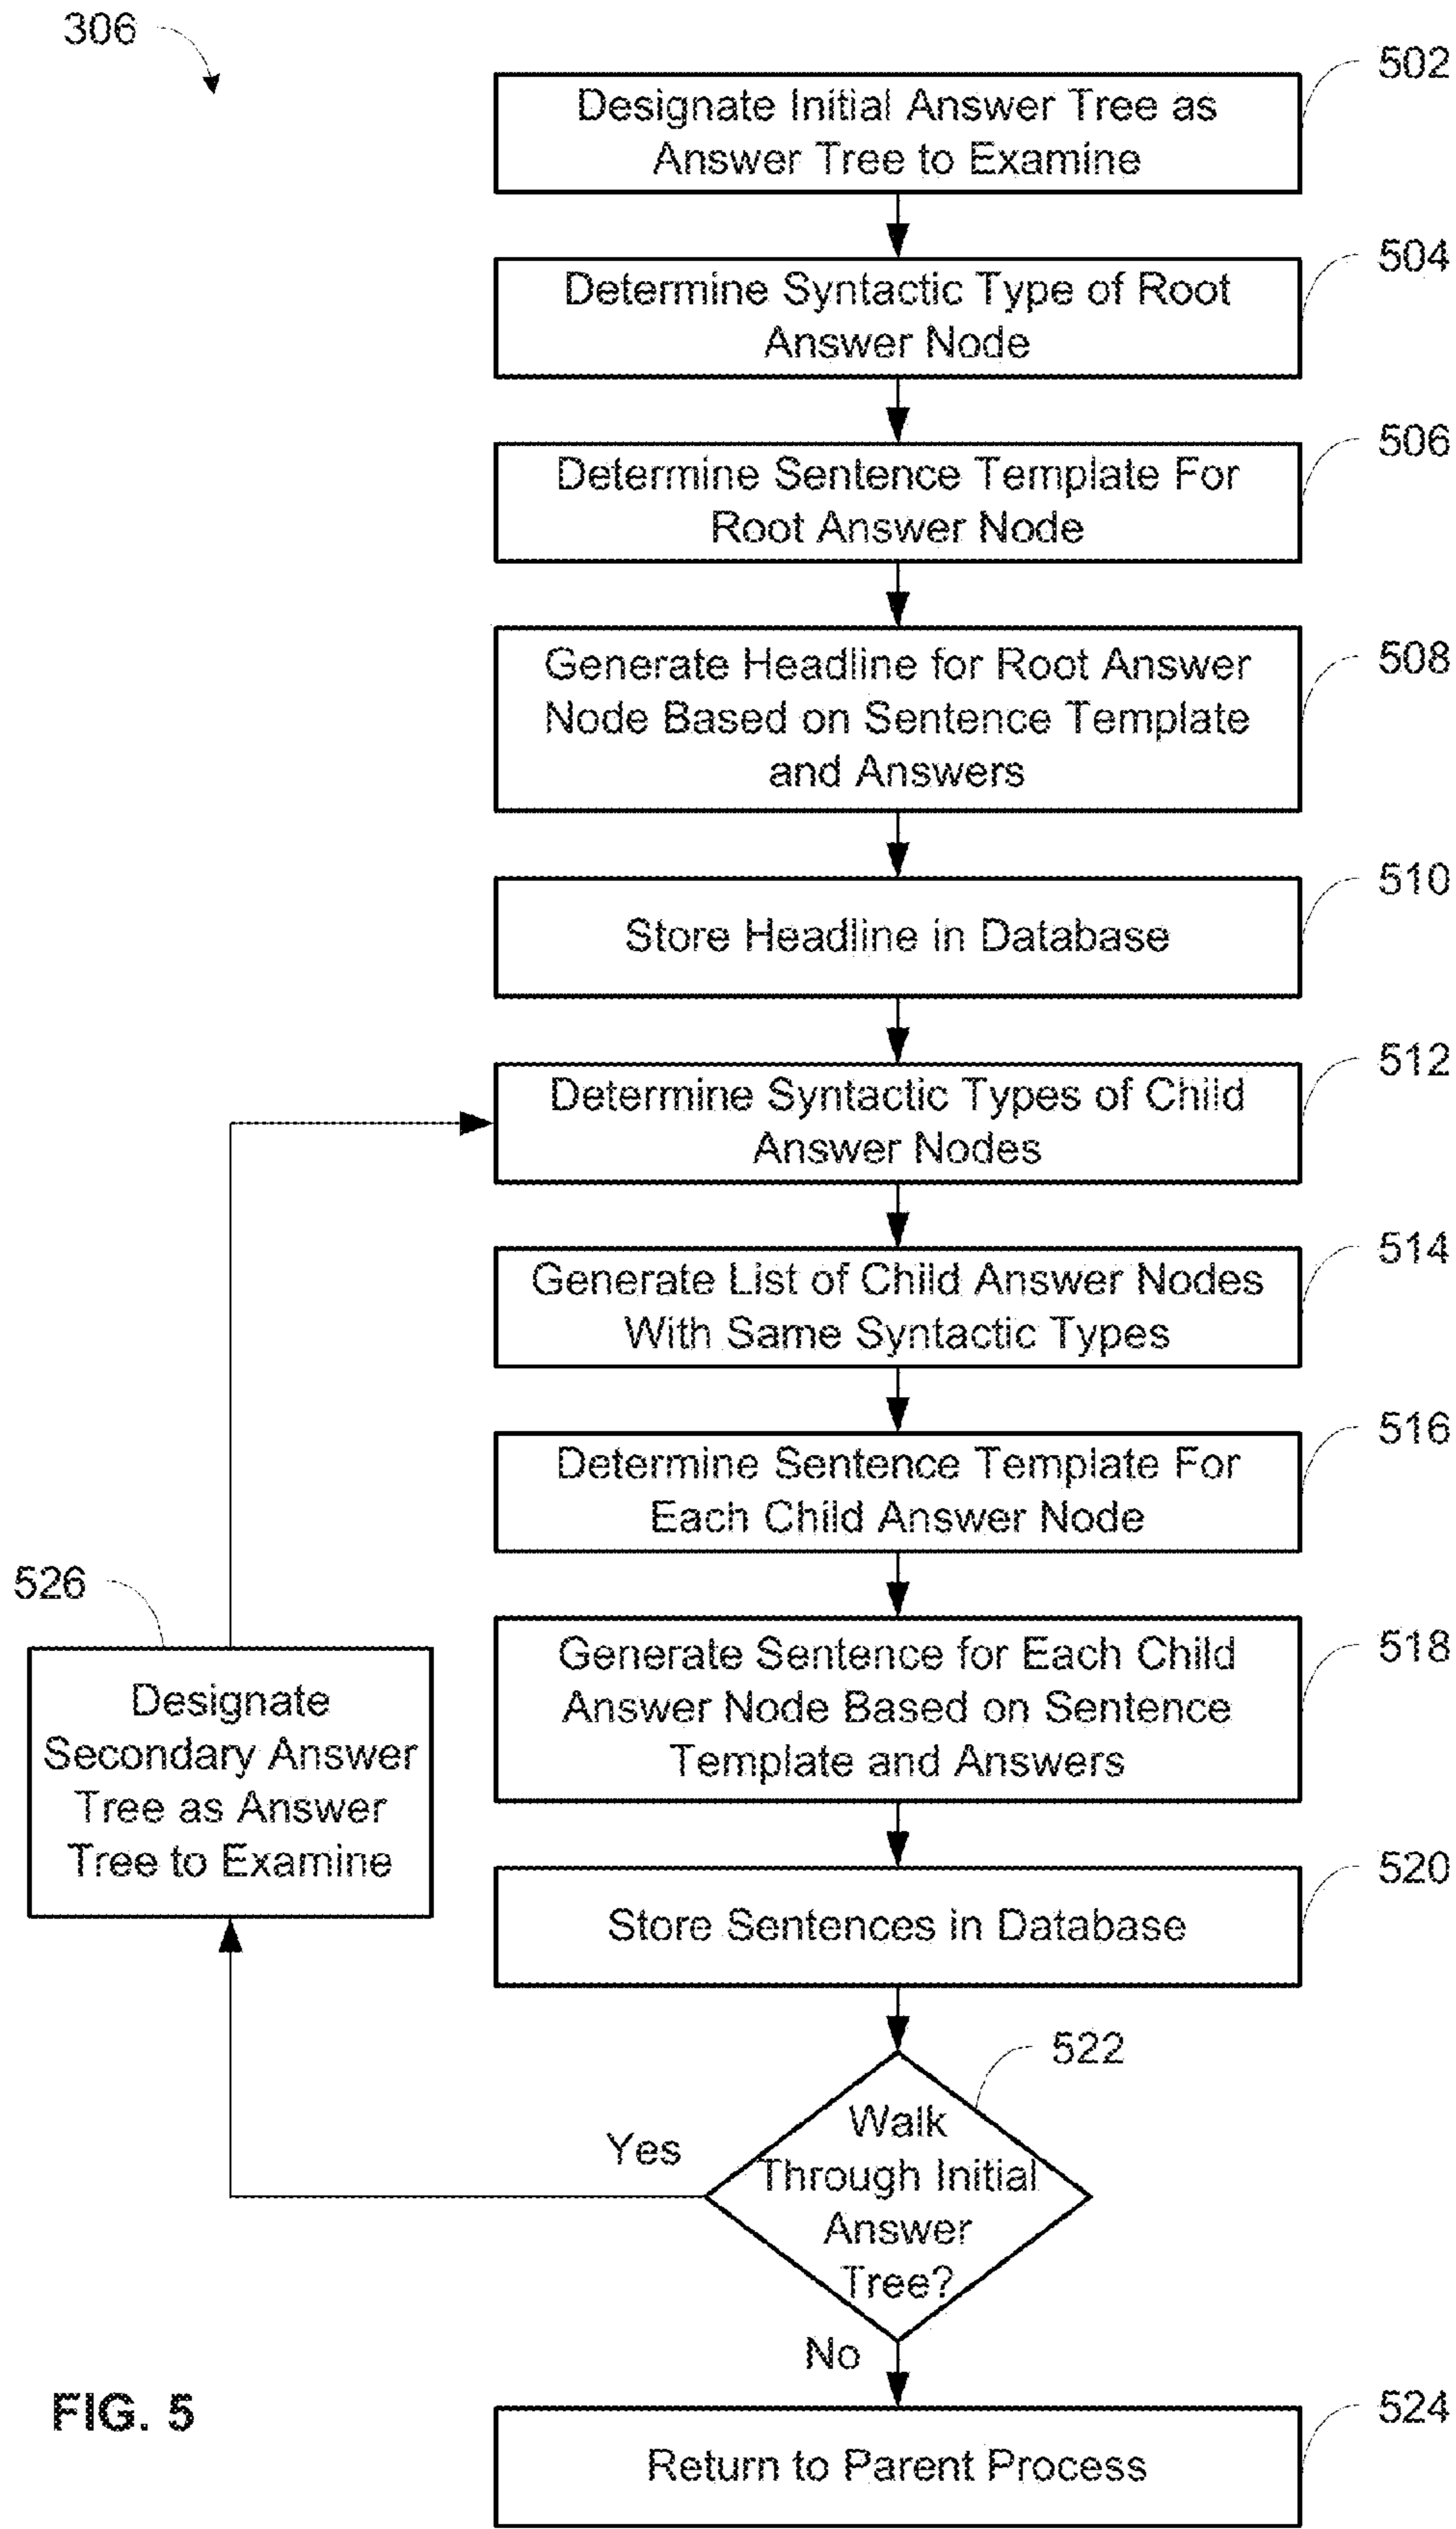 306
502
Designate Initial Answer Tree as
Answer Tree to Examine
504
Determine Syntactic Type of Root
Answer Node
506
Determine Sentence Template For
Root Answer Node
508
Generate Headline for Root Answer
Node Based on Sentence Template
and Answers
510
Store Headline in Database
512
Determine Syntactic Types of Child
Answer Nodes
514
Generate List of Child Answer Nodes
With Same Syntactic Types
516
Determine Sentence Template For
Each Child Answer Node
518
Generate Sentence for Each Child
Answer Node Based on Sentence
Template and Answers
526
Designate
Secondary Answer
Tree as Answer
Tree to Examine
520
Store Sentences in Database
522
Walk
Through Initial
Answer
Tree?
Yes
No
524
Return to Parent Process
FIG. 5